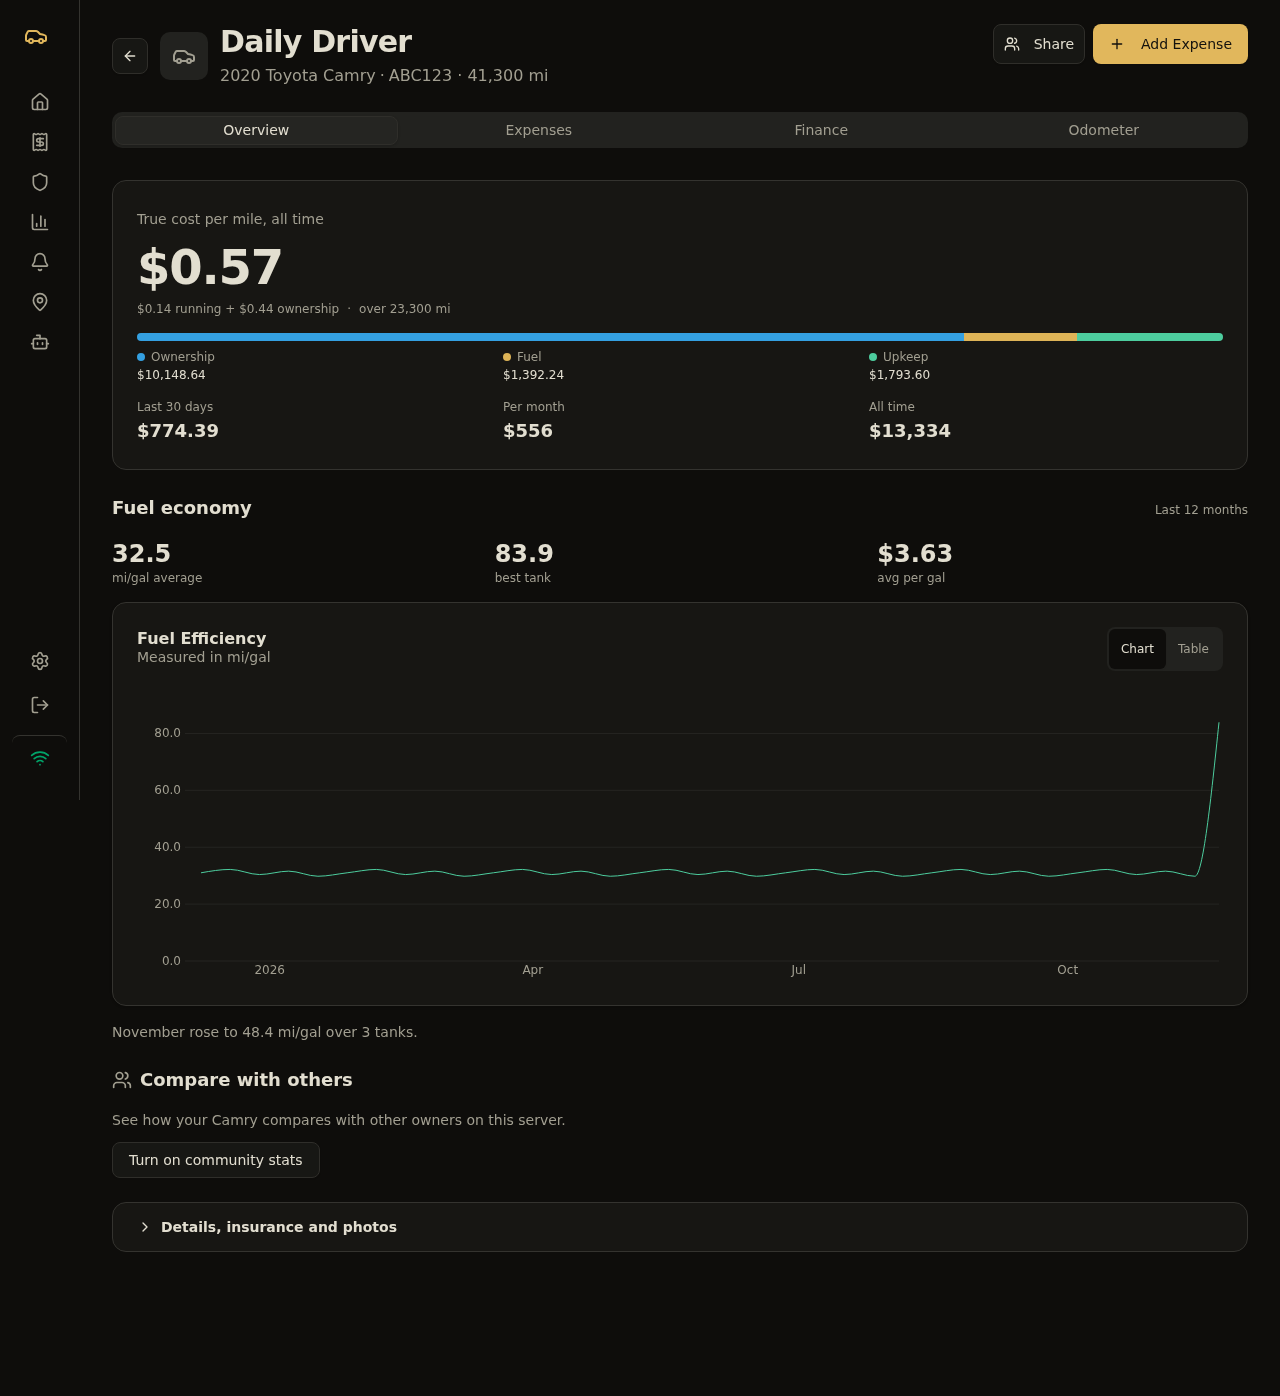 Daily Driver
2020 Toyota Camry · ABC123 · 41,300 mi
Share
Add Expense
Overview
Expenses
Finance
Odometer
True cost per mile, all time
$0.57
$0.14 running + $0.44 ownership · over 23,300 mi
Ownership
$10,148.64
Fuel
$1,392.24
Upkeep
$1,793.60
Last 30 days
$774.39
Per month
$556
All time
$13,334
Fuel economy
Last 12 months
32.5
mi/gal average
83.9
best tank
$3.63
avg per gal
Fuel Efficiency
Measured in mi/gal
Chart
Table
80.0
60.0
40.0
20.0
0.0
2026
Apr
Jul
Oct
November rose to 48.4 mi/gal over 3 tanks.
Compare with others
See how your Camry compares with other owners on this server.
Turn on community stats
Details, insurance and photos